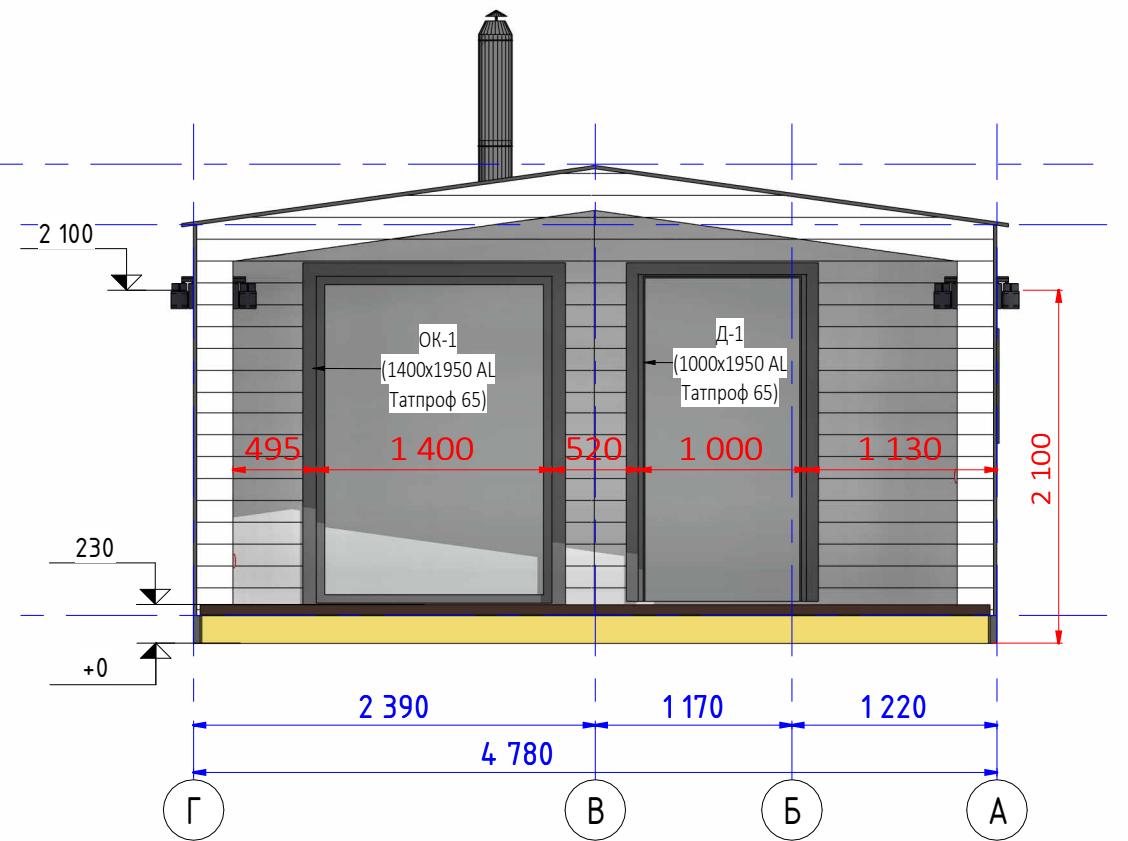 2 100
ОК-1
(1400х1950 AL
Татпроф 65)
Д-1
(1000х1950 AL
Татпроф 65)
495
1 400
520
1 000
1 130
2 100
230
+0
2 390
1 170
1 220
4 780
Г
В
Б
А